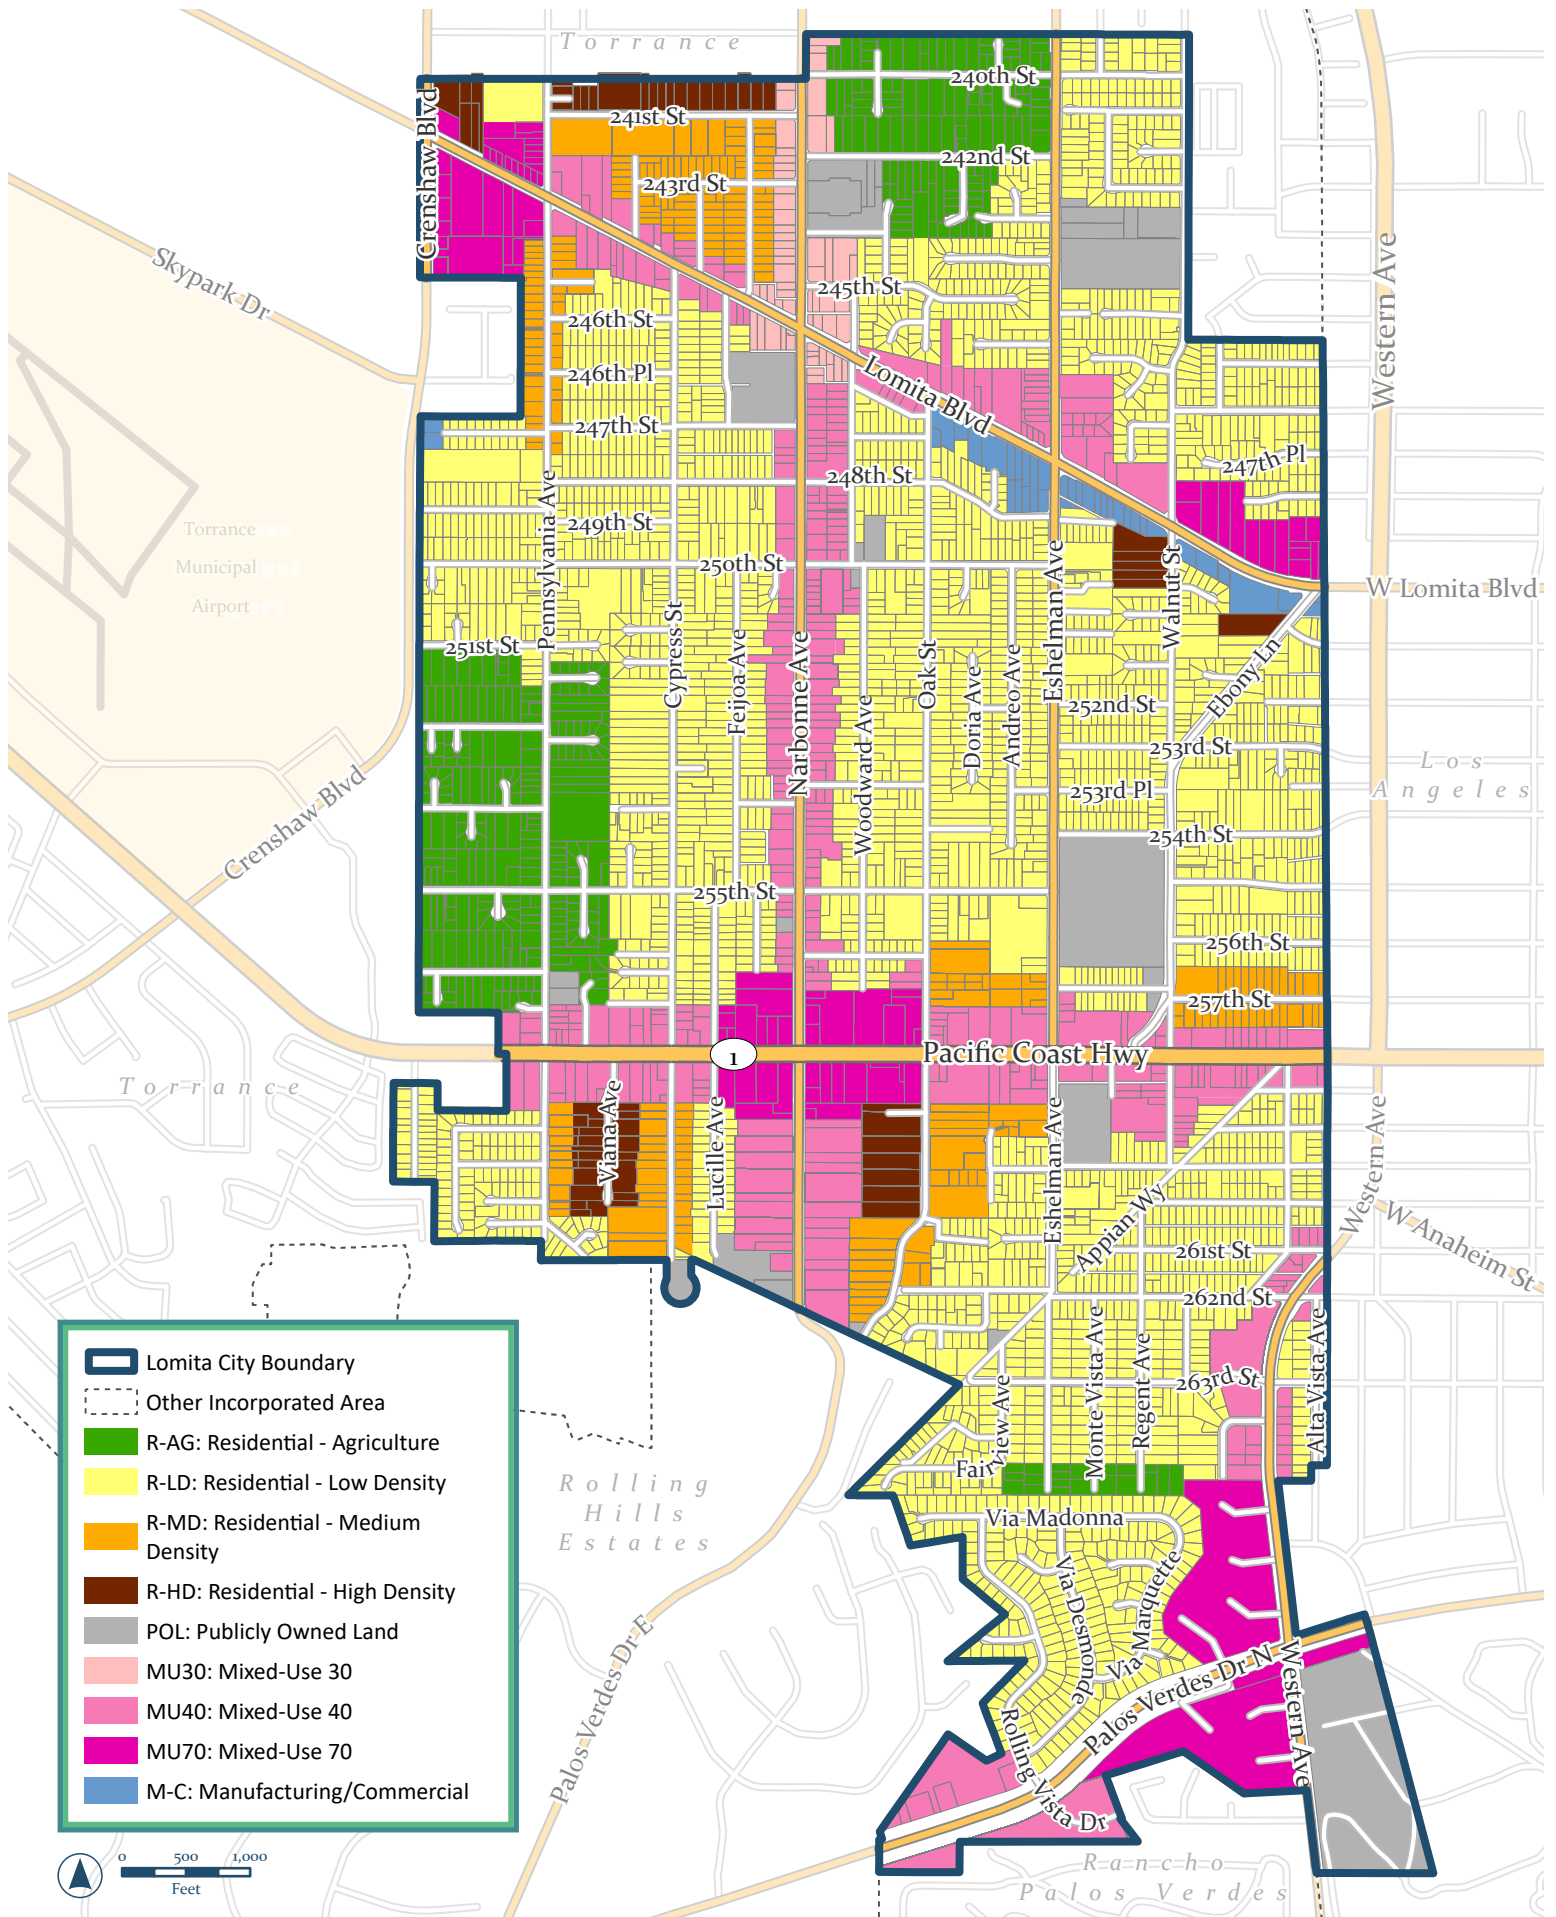 Torrance
240th St
Crenshaw Blvd
241st St
242nd St
243rd St
Skypark Dr
Western Ave
245th St
246th St
246th Pl
Lomita Blvd
247th St
247th Pl
248th St
Torrance
Municipal
Airport
249th St
Pennsylvania Ave
250th St
Eshelman Ave
Walnut St
W Lomita Blvd
251st St
Cypress St
Feijoa Ave
Narbonne Ave
Woodward Ave
Oak St
Doria Ave
Andreo Ave
Ebony Ln
252nd St
253rd St
253rd Pl
Los
Angeles
254th St
Crenshaw Blvd
255th St
256th St
257th St
1
Pacific Coast Hwy
Torrance
Viana Ave
Lucille Ave
Eshelman Ave
Appian Wy
Western Ave
W Anaheim St
261st St
262nd St
263rd St
Monte Vista Ave
Regent Ave
Alta Vista Ave
Fairview Ave
Lomita City Boundary
Other Incorporated Area
R-AG: Residential - Agriculture
R-LD: Residential - Low Density
R-MD: Residential - Medium
Density
R-HD: Residential - High Density
POL: Publicly Owned Land
MU30: Mixed-Use 30
MU40: Mixed-Use 40
MU70: Mixed-Use 70
M-C: Manufacturing/Commercial
Rolling
Hills
Estates
Via Madonna
Via Desmonde
Via Marquette
Palos Verdes Dr E
Palos Verdes Dr N
Western Ave
Rolling Vista Dr
0 500 1,000
Feet
Rancho
Palos Verdes